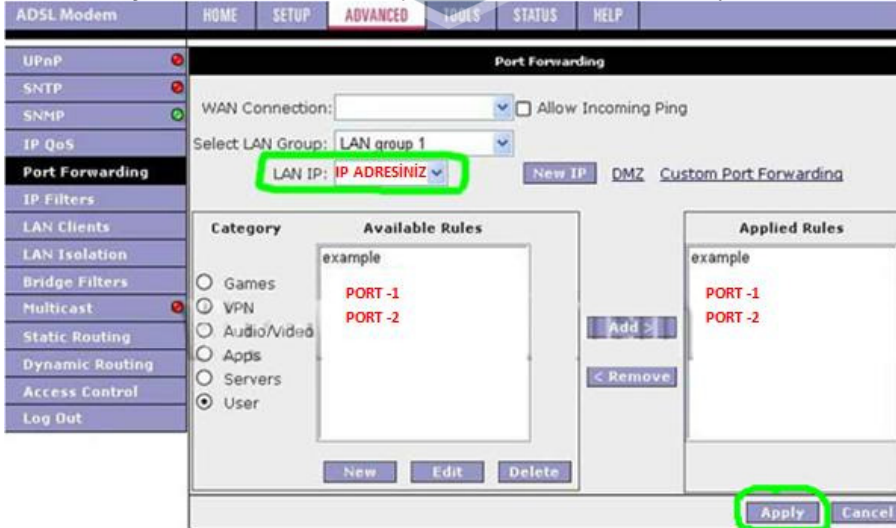 ADSL Modem HOME SETUP ADVANCED TOOLS STATUS HELP
UPnP
SNTP
SNMP
IP QoS
Port Forwarding
IP Filters
LAN Clients
LAN Isolation
Bridge Filters
Multicast
Static Routing
Dynamic Routing
Access Control
Log Out
Port Forwarding
WAN Connection: Allow Incoming Ping
Select LAN Group: LAN group 1
LAN IP: IP ADRESİNİZ New IP DMZ Custom Port Forwarding
Category Available Rules Applied Rules
example example
Games
PORT -1 PORT -1
VPN
PORT -2 PORT -2
Audio/Video Add >
Apps
Servers < Remove
User
New Edit Delete
Apply Cancel